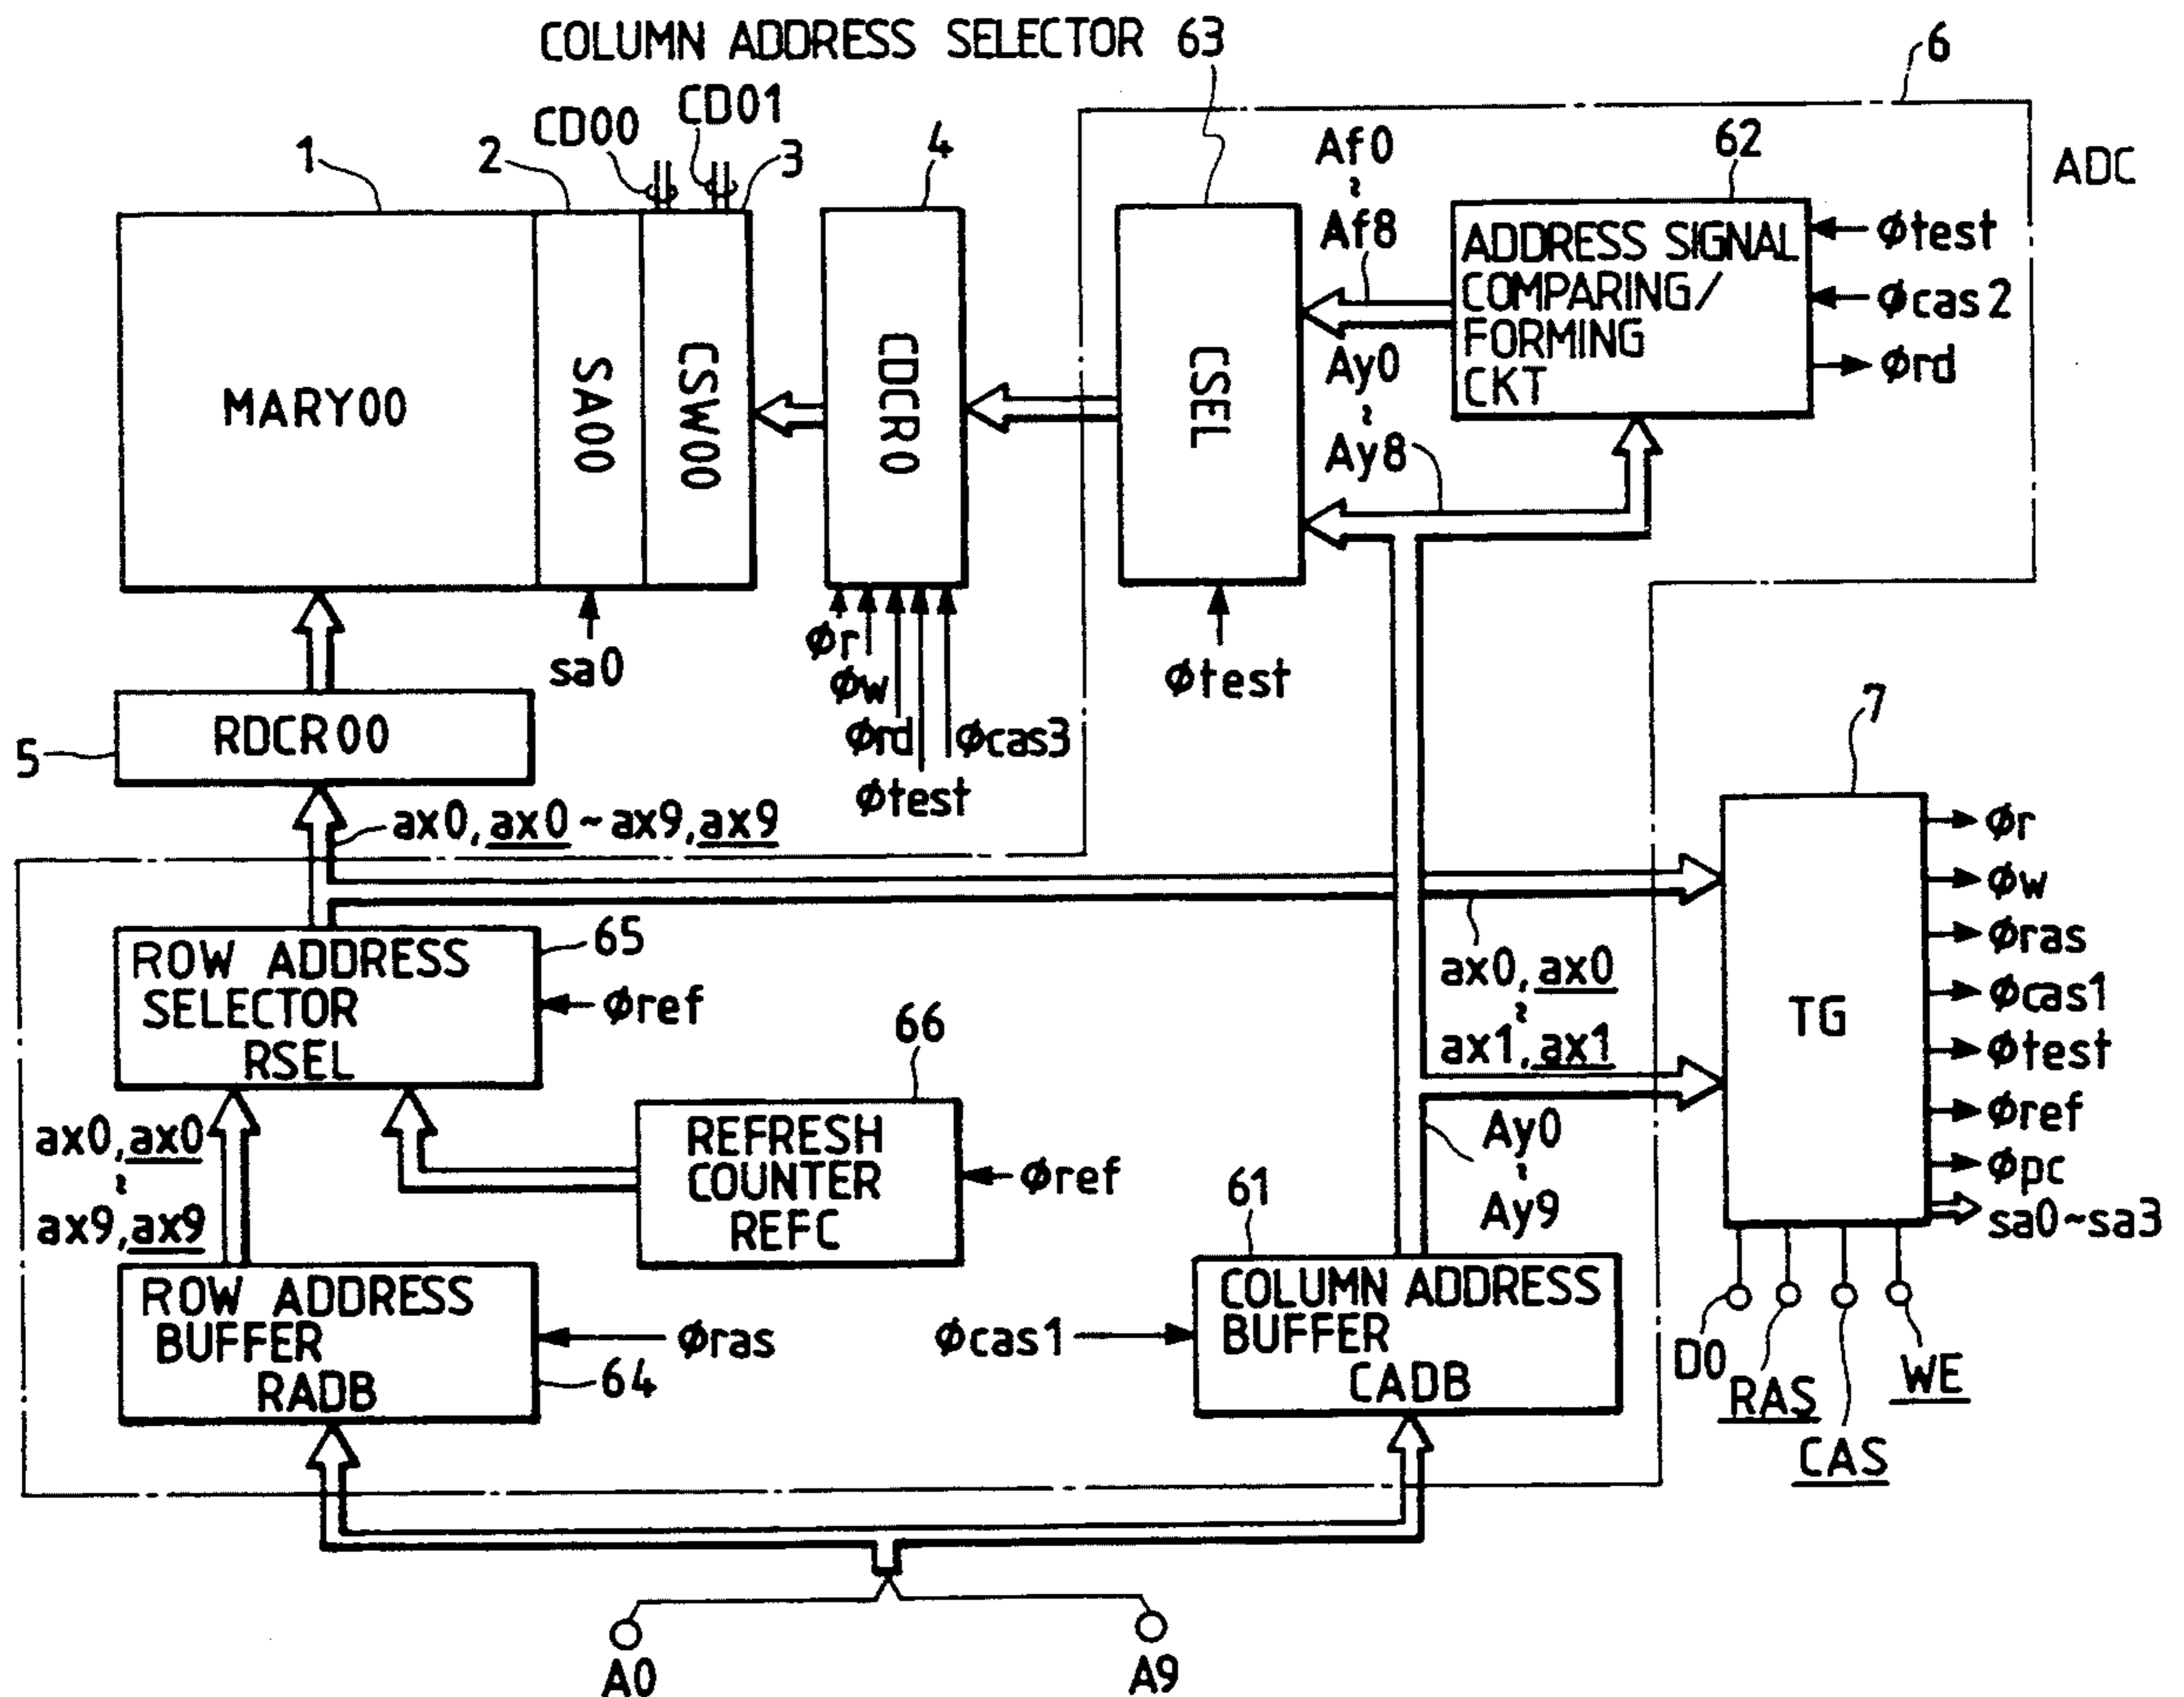 COLUMN ADDRESS SELECTOR 63
6
CD00
CD01
1
2
3
4
62
ADC
Af0
~
Af8
ADDRESS SIGNAL
COMPARING/
FORMING
CKT
φtest
φcas2
φrd
MARY00
SA00
CSW00
CDCR0
CSEL
Ay0
~
Ay8
sa0
φr
φw
φrd
φcas3
φtest
φtest
5
RDCR00
7
ax0, ax0 ~ ax9, ax9
65
ROW ADDRESS
SELECTOR
RSEL
φref
66
REFRESH
COUNTER
REFC
φref
ax0, ax0
~
ax1, ax1
TG
φr
φw
φras
φcas1
φtest
φref
φpc
sa0~sa3
ax0, ax0
~
ax9, ax9
61
Ay0
~
Ay9
ROW ADDRESS
BUFFER
RADB
φras
64
φcas1
COLUMN ADDRESS
BUFFER
CADB
D0
RAS
CAS
WE
A0
A9